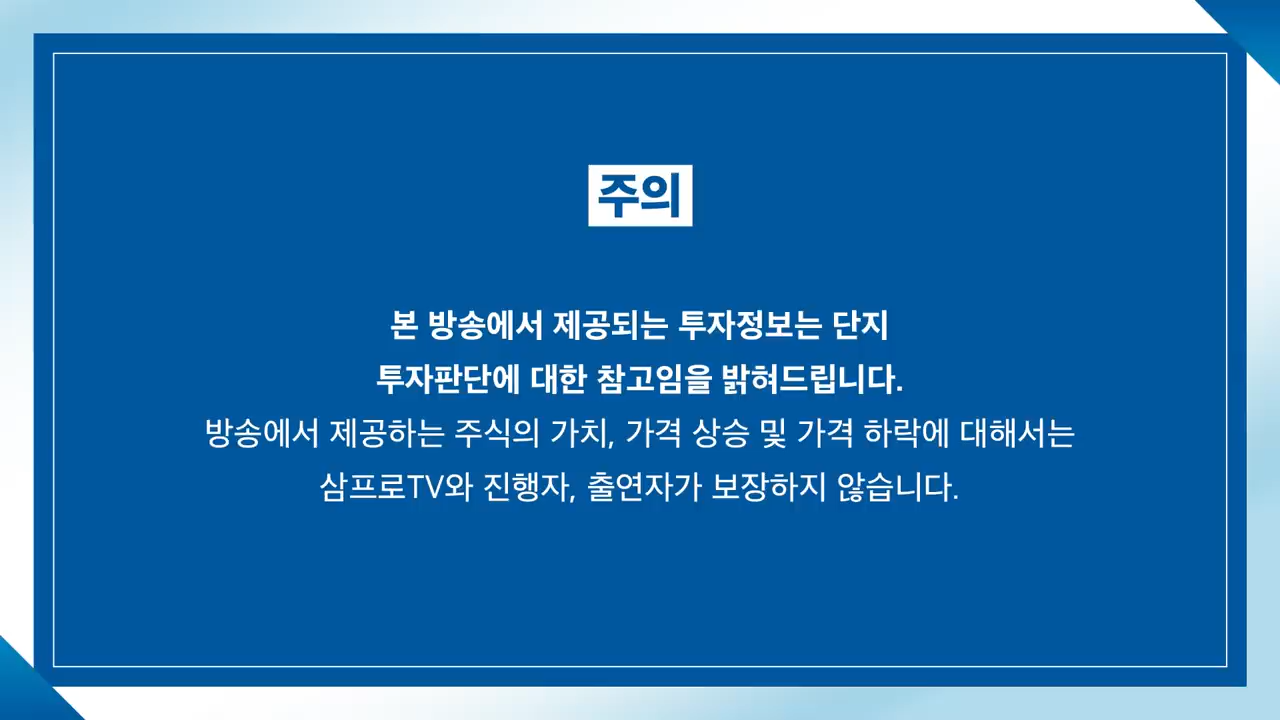 주의
본 방송에서 제공되는 투자정보는 단지
투자판단에 대한 참고임을 밝혀드립니다.
방송에서 제공하는 주식의 가치, 가격 상승 및 가격 하락에 대해서는
삼프로TV와 진행자, 출연자가 보장하지 않습니다.